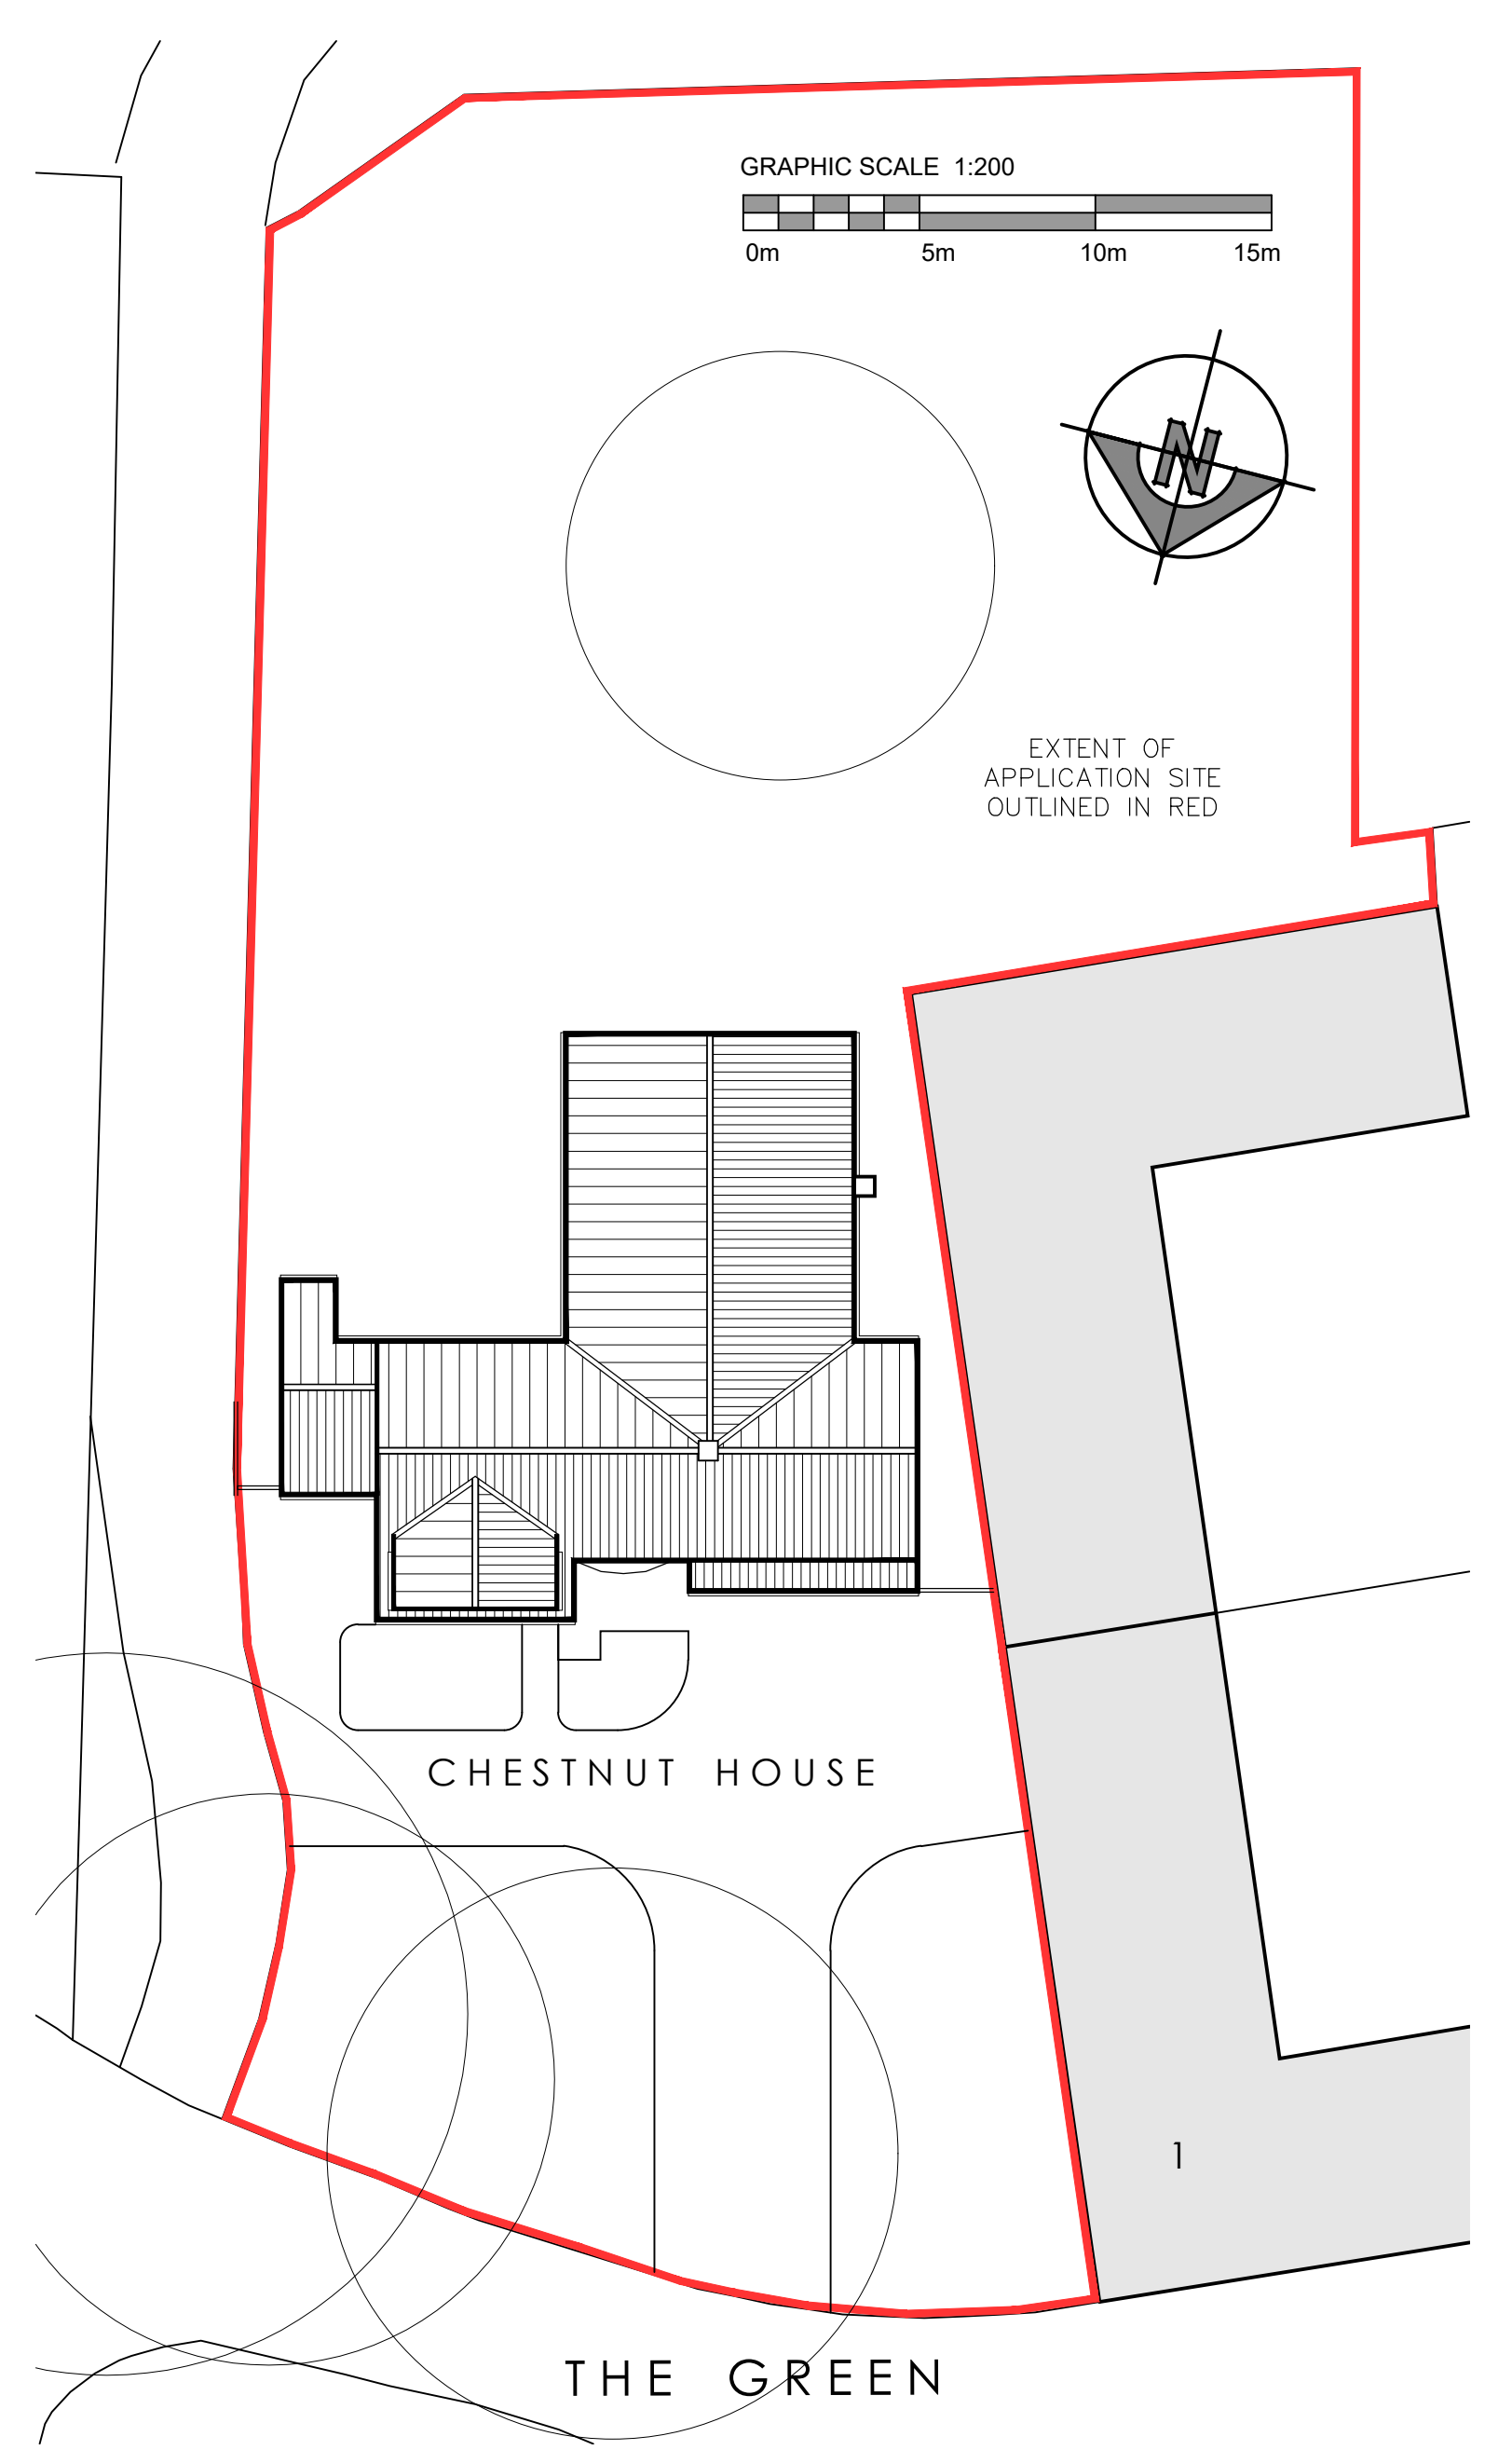 GRAPHIC SCALE 1:200
0m 5m 10m 15m
N
EXTENT OF
APPLICATION SITE
OUTLINED IN RED
CHESTNUT HOUSE
1
THE GREEN